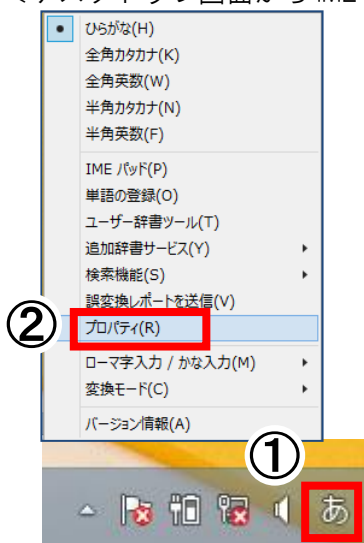 ひらがな(H)
全角カタカナ(K)
全角英数(W)
半角カタカナ(N)
半角英数(F)
IME パッド(P)
単語の登録(O)
ユーザー辞書ツール(T)
追加辞書サービス(Y)
検索機能(S)
誤変換レポートを送信(V)
② プロパティ(R)
ローマ字入力 / かな入力(M)
変換モード(C)
バージョン情報(A)
①
あ